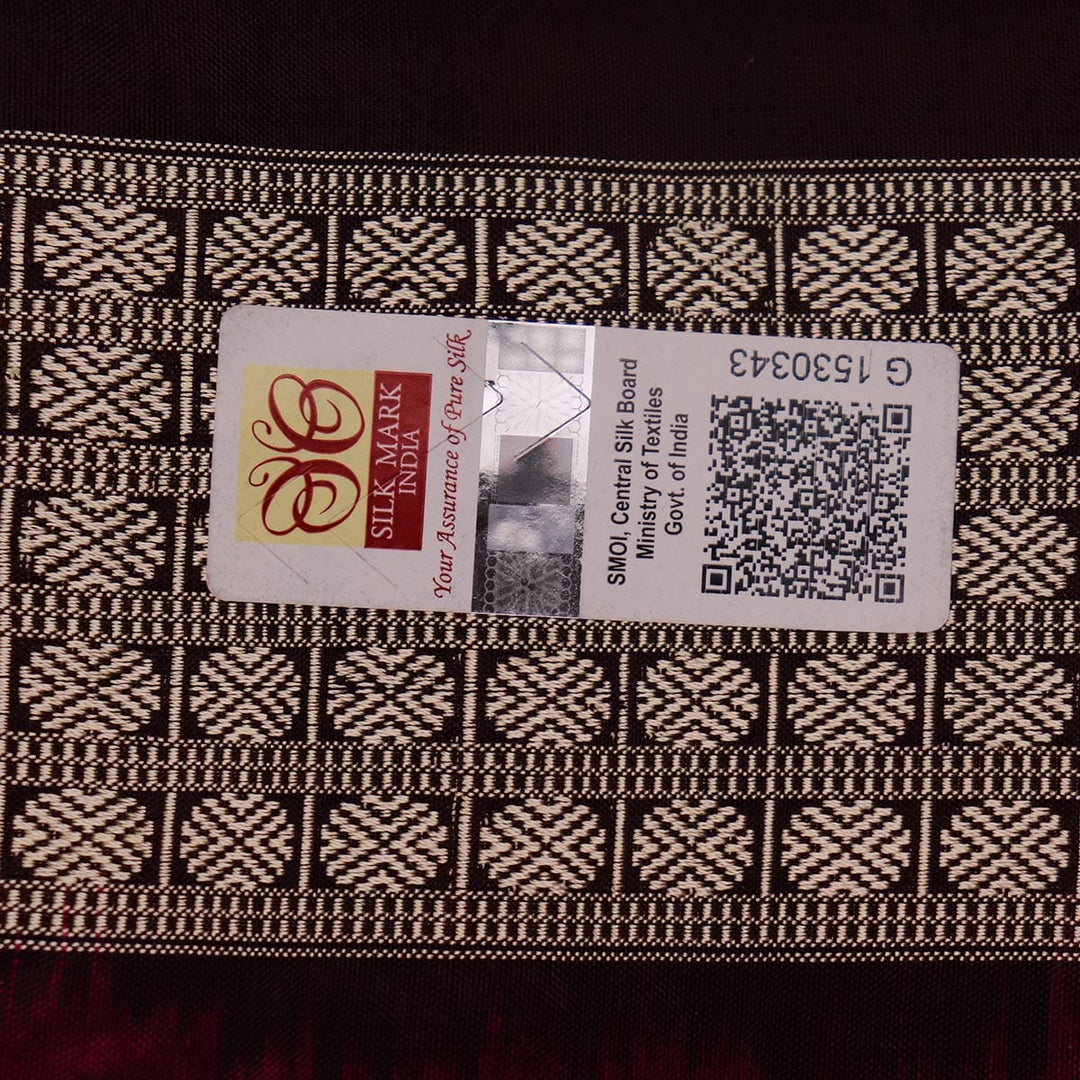 SILK MARK
INDIA
Your Assurance of Pure Silk
SMOI, Central Silk Board
Ministry of Textiles
Govt. of India
G 1530343